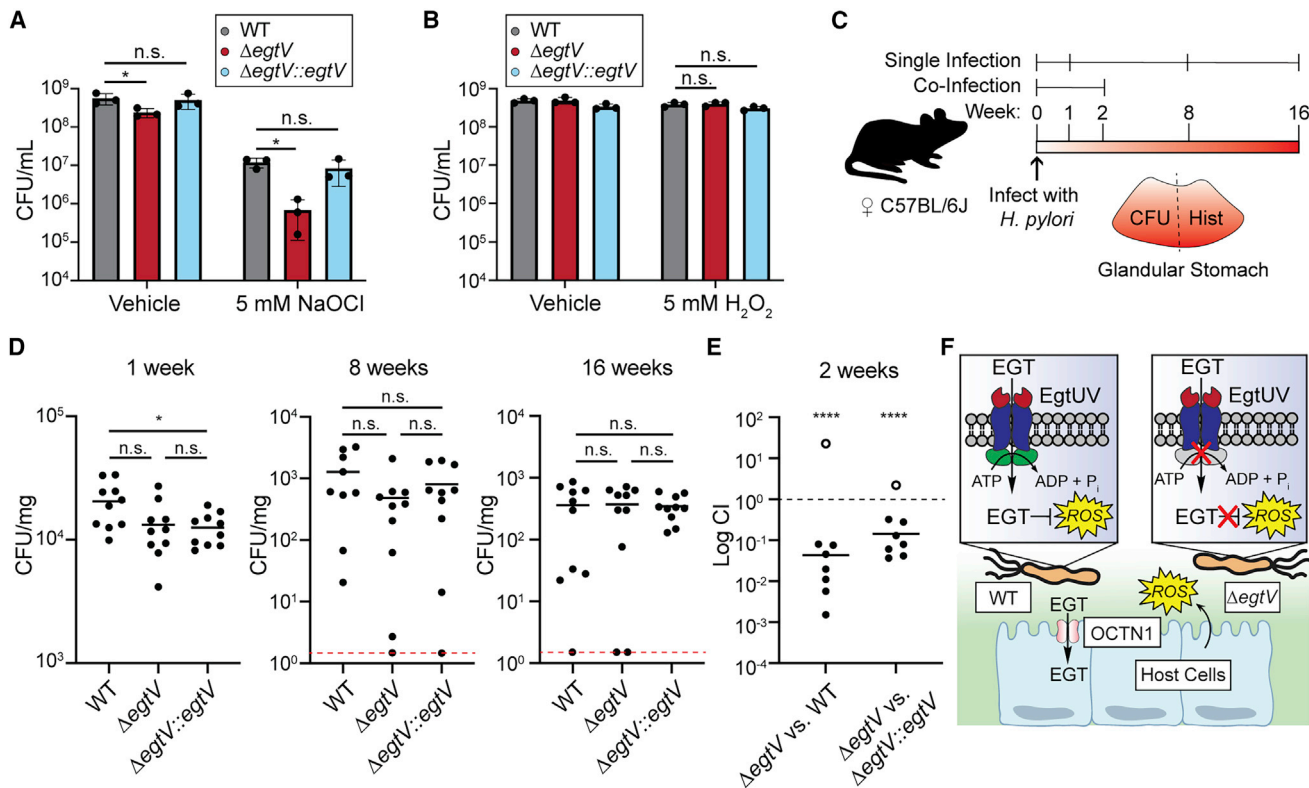 A
n.s.
*
n.s.
*
WT
ΔegtV
ΔegtV::egtV
CFU/mL
10⁹
10⁸
10⁷
10⁶
10⁵
10⁴
Vehicle
5 mM NaOCl
B
WT
ΔegtV
ΔegtV::egtV
n.s.
n.s.
CFU/mL
10⁹
10⁸
10⁷
10⁶
10⁵
10⁴
Vehicle
5 mM H₂O₂
C
Single Infection
Co-Infection
Week: 0 1 2 8 16
♀ C57BL/6J
Infect with
H. pylori
CFU Hist
Glandular Stomach
D
1 week
*
n.s. n.s.
CFU/mg
10⁵
10⁴
10³
WT
ΔegtV
ΔegtV::egtV
8 weeks
n.s.
n.s. n.s.
CFU/mg
10⁴
10³
10²
10¹
10⁰
WT
ΔegtV
ΔegtV::egtV
16 weeks
n.s.
n.s. n.s.
CFU/mg
10⁴
10³
10²
10¹
10⁰
WT
ΔegtV
ΔegtV::egtV
E
2 weeks
**** ****
Log CI
10²
10¹
10⁰
10⁻¹
10⁻²
10⁻³
10⁻⁴
ΔegtV vs. WT
ΔegtV vs.
ΔegtV::egtV
F
EGT
EgtUV
ATP
ADP + Pᵢ
EGT
ROS
WT
EGT
EgtUV
ATP
ADP + Pᵢ
EGT
ROS
ΔegtV
ROS
EGT
OCTN1
EGT
Host Cells